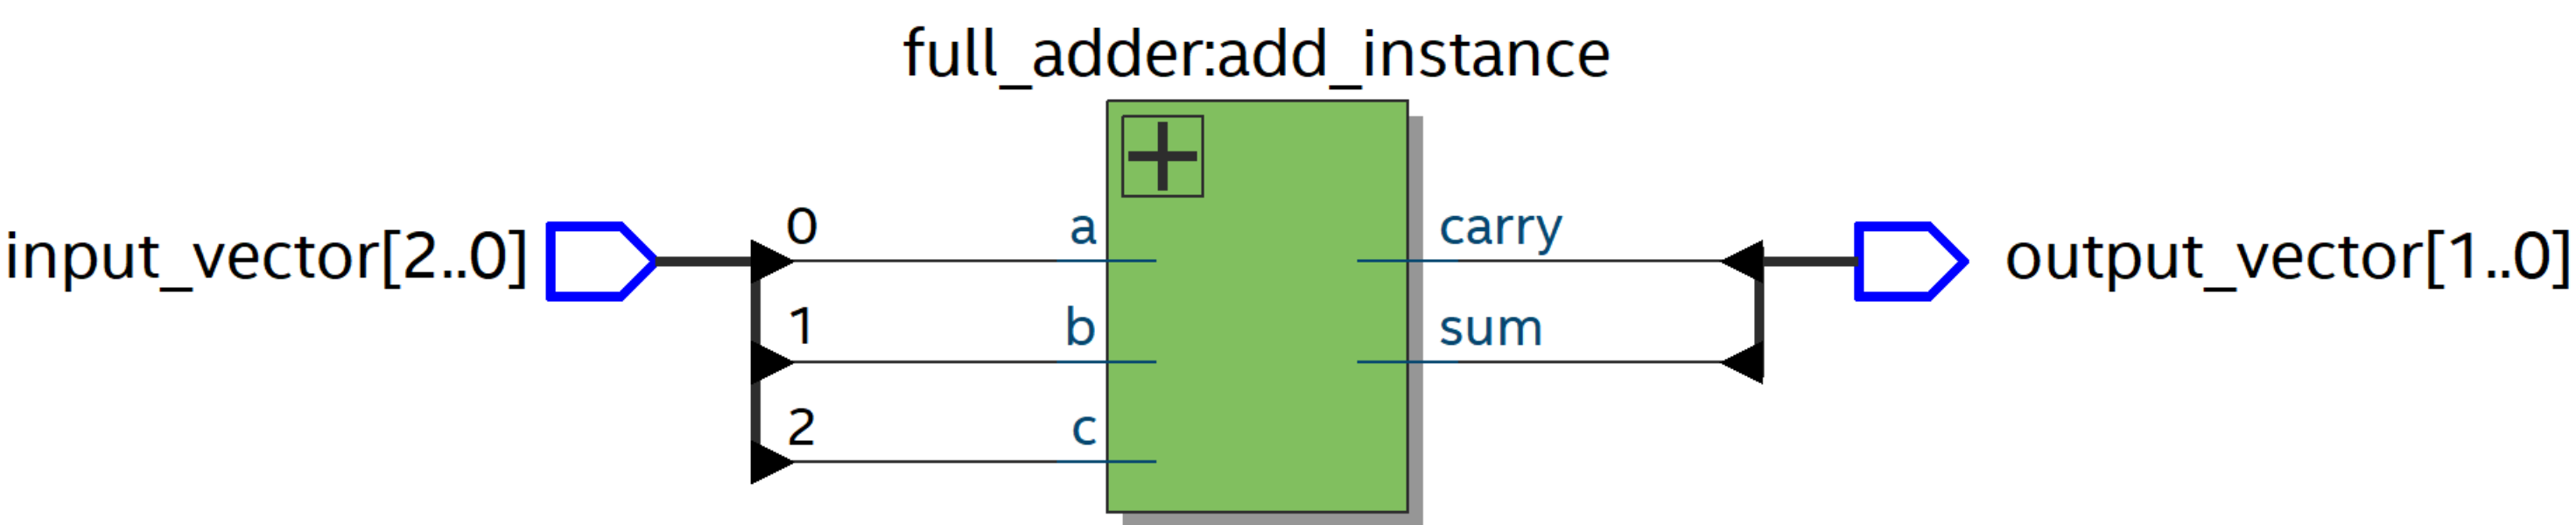 full_adder:add_instance
input_vector[2..0]
0
a
carry
output_vector[1..0]
1
b
sum
2
c